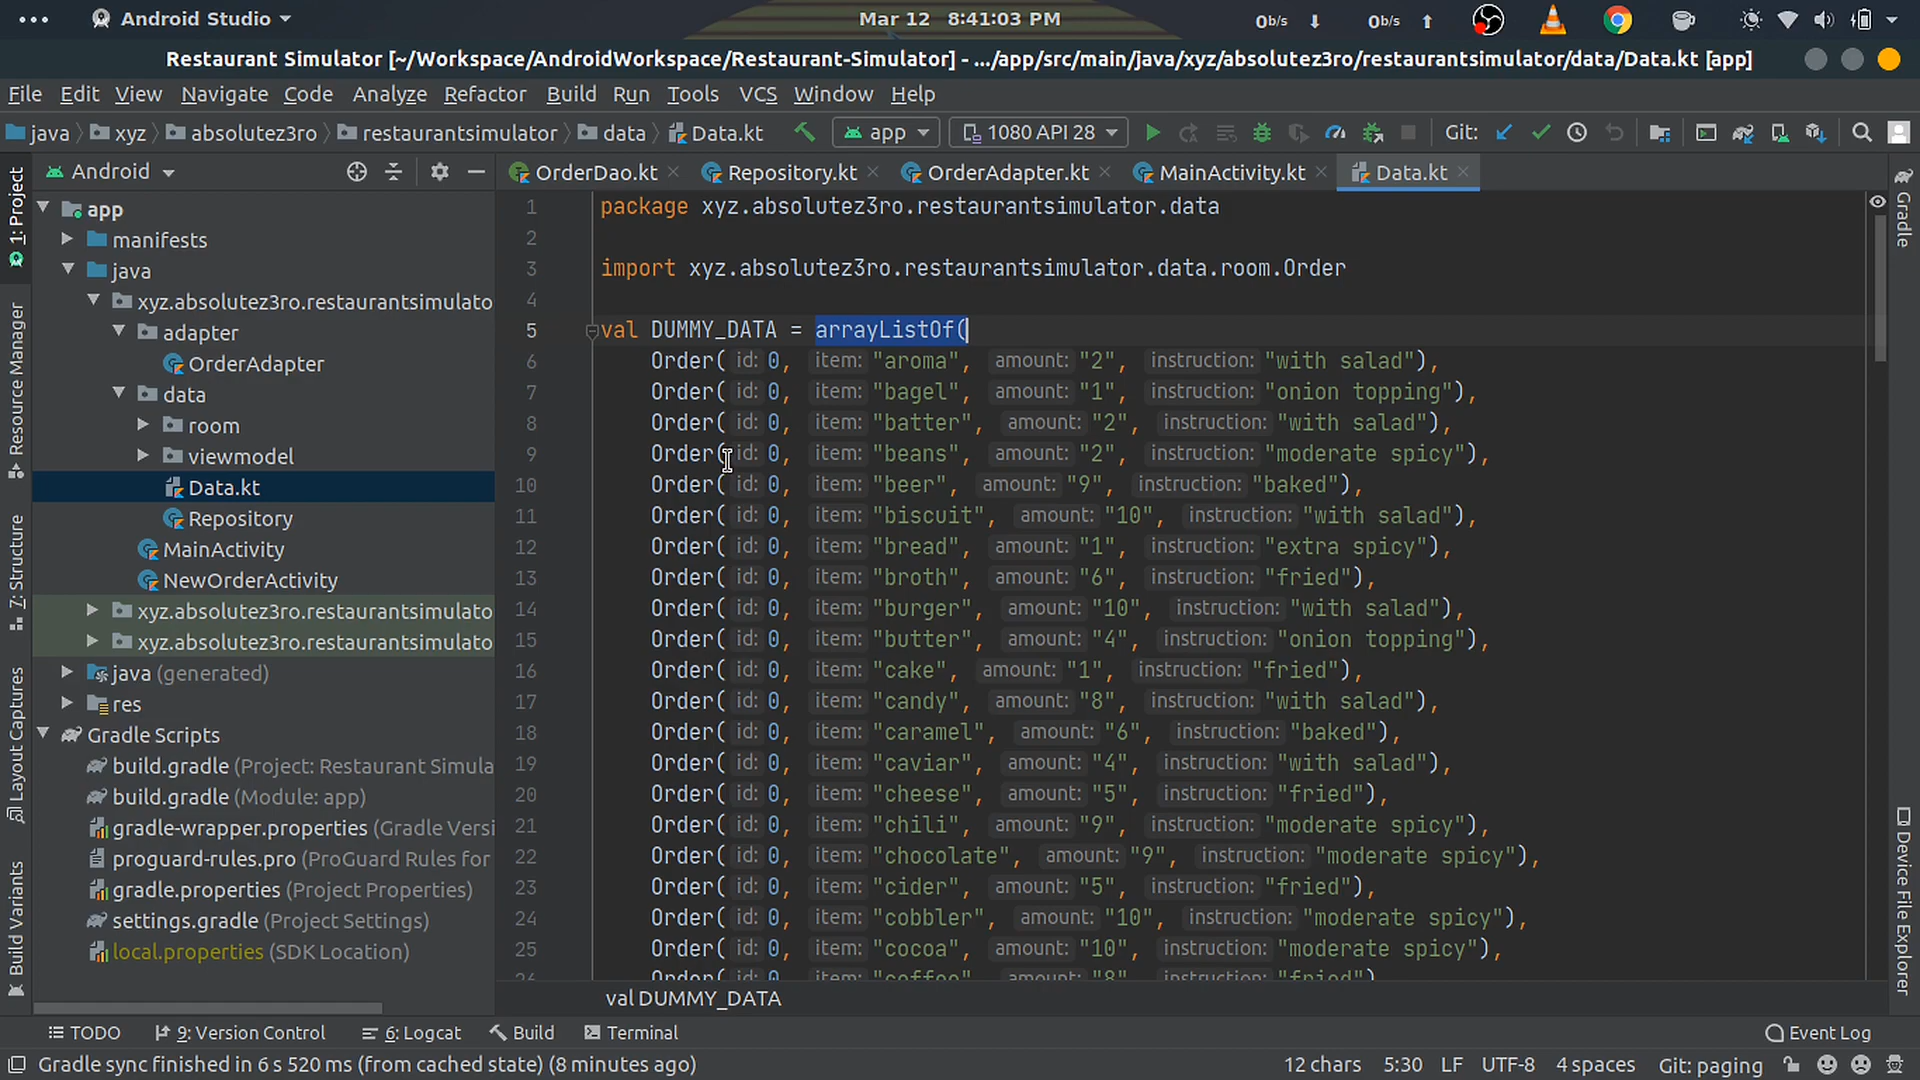 Android Studio
Mar 12 8:41:03 PM
0b/s
0b/s
Restaurant Simulator [~/Workspace/AndroidWorkspace/Restaurant-Simulator] - .../app/src/main/java/xyz/absolutez3ro/restaurantsimulator/data/Data.kt [app]
File Edit View Navigate Code Analyze Refactor Build Run Tools VCS Window Help
java xyz absolutez3ro restaurantsimulator data Data.kt app 1080 API 28 Git:
Android
OrderDao.kt Repository.kt OrderAdapter.kt MainActivity.kt Data.kt
1: Project
Resource Manager
7: Structure
Layout Captures
Build Variants
app
manifests
java
xyz.absolutez3ro.restaurantsimulato
adapter
OrderAdapter
data
room
viewmodel
Data.kt
Repository
MainActivity
NewOrderActivity
xyz.absolutez3ro.restaurantsimulato
xyz.absolutez3ro.restaurantsimulato
java (generated)
res
Gradle Scripts
build.gradle (Project: Restaurant Simula
build.gradle (Module: app)
gradle-wrapper.properties (Gradle Versi
proguard-rules.pro (ProGuard Rules for
gradle.properties (Project Properties)
settings.gradle (Project Settings)
local.properties (SDK Location)
1 package xyz.absolutez3ro.restaurantsimulator.data
2
3 import xyz.absolutez3ro.restaurantsimulator.data.room.Order
4
5 val DUMMY_DATA = arrayListOf(
6 Order( id: 0, item: "aroma", amount: "2", instruction: "with salad"),
7 Order( id: 0, item: "bagel", amount: "1", instruction: "onion topping"),
8 Order( id: 0, item: "batter", amount: "2", instruction: "with salad"),
9 Order( id: 0, item: "beans", amount: "2", instruction: "moderate spicy"),
10 Order( id: 0, item: "beer", amount: "9", instruction: "baked"),
11 Order( id: 0, item: "biscuit", amount: "10", instruction: "with salad"),
12 Order( id: 0, item: "bread", amount: "1", instruction: "extra spicy"),
13 Order( id: 0, item: "broth", amount: "6", instruction: "fried"),
14 Order( id: 0, item: "burger", amount: "10", instruction: "with salad"),
15 Order( id: 0, item: "butter", amount: "4", instruction: "onion topping"),
16 Order( id: 0, item: "cake", amount: "1", instruction: "fried"),
17 Order( id: 0, item: "candy", amount: "8", instruction: "with salad"),
18 Order( id: 0, item: "caramel", amount: "6", instruction: "baked"),
19 Order( id: 0, item: "caviar", amount: "4", instruction: "with salad"),
20 Order( id: 0, item: "cheese", amount: "5", instruction: "fried"),
21 Order( id: 0, item: "chili", amount: "9", instruction: "moderate spicy"),
22 Order( id: 0, item: "chocolate", amount: "9", instruction: "moderate spicy"),
23 Order( id: 0, item: "cider", amount: "5", instruction: "fried"),
24 Order( id: 0, item: "cobbler", amount: "10", instruction: "moderate spicy"),
25 Order( id: 0, item: "cocoa", amount: "10", instruction: "moderate spicy"),
26 Order( id: 0, item: "coffee", amount: "8", instruction: "fried"),
val DUMMY_DATA
Gradle
Device File Explorer
TODO 9: Version Control 6: Logcat Build Terminal Event Log
Gradle sync finished in 6 s 520 ms (from cached state) (8 minutes ago) 12 chars 5:30 LF UTF-8 4 spaces Git: paging